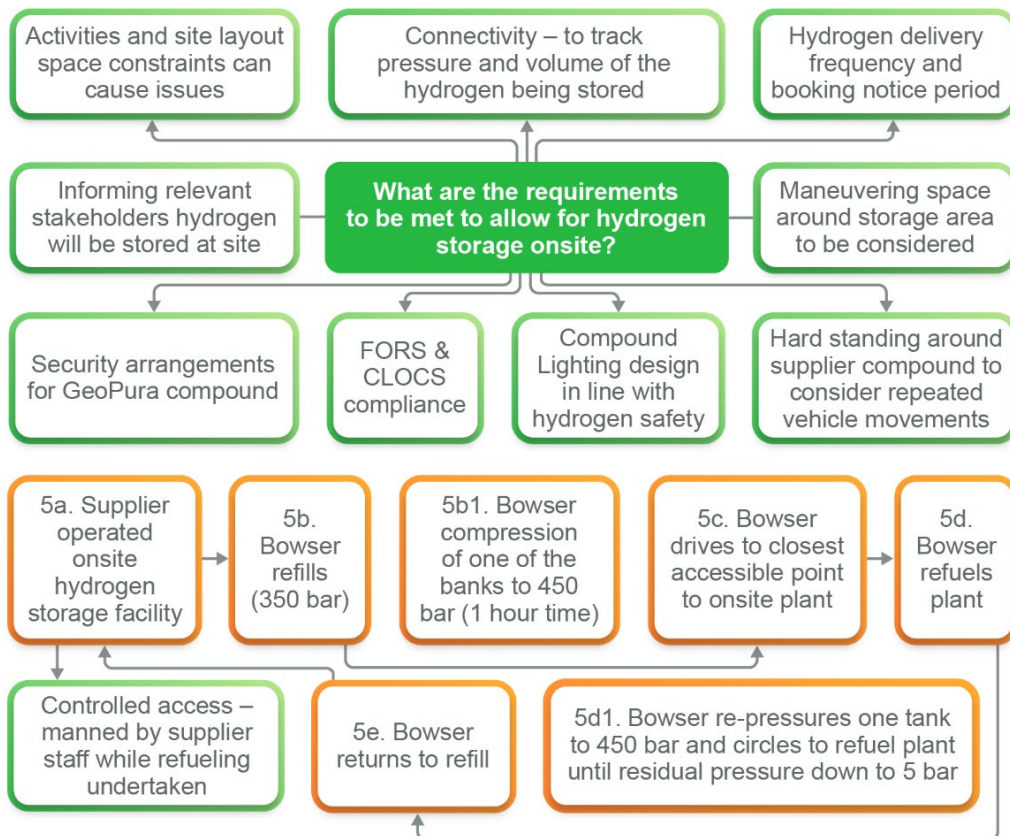 Activities and site layout
space constraints can
cause issues
Connectivity – to track
pressure and volume of the
hydrogen being stored
Hydrogen delivery
frequency and
booking notice period
Informing relevant
stakeholders hydrogen
will be stored at site
What are the requirements
to be met to allow for hydrogen
storage onsite?
Maneuvering space
around storage area
to be considered
Security arrangements
for GeoPura compound
FORS &
CLOCS
compliance
Compound
Lighting design
in line with
hydrogen safety
Hard standing around
supplier compound to
consider repeated
vehicle movements
5a. Supplier
operated
onsite
hydrogen
storage facility
5b.
Bowser
refills
(350 bar)
5b1. Bowser
compression
of one of the
banks to 450
bar (1 hour time)
5c. Bowser
drives to closest
accessible point
to onsite plant
5d.
Bowser
refuels
plant
Controlled access –
manned by supplier
staff while refueling
undertaken
5e. Bowser
returns to refill
5d1. Bowser re-pressures one tank
to 450 bar and circles to refuel plant
until residual pressure down to 5 bar